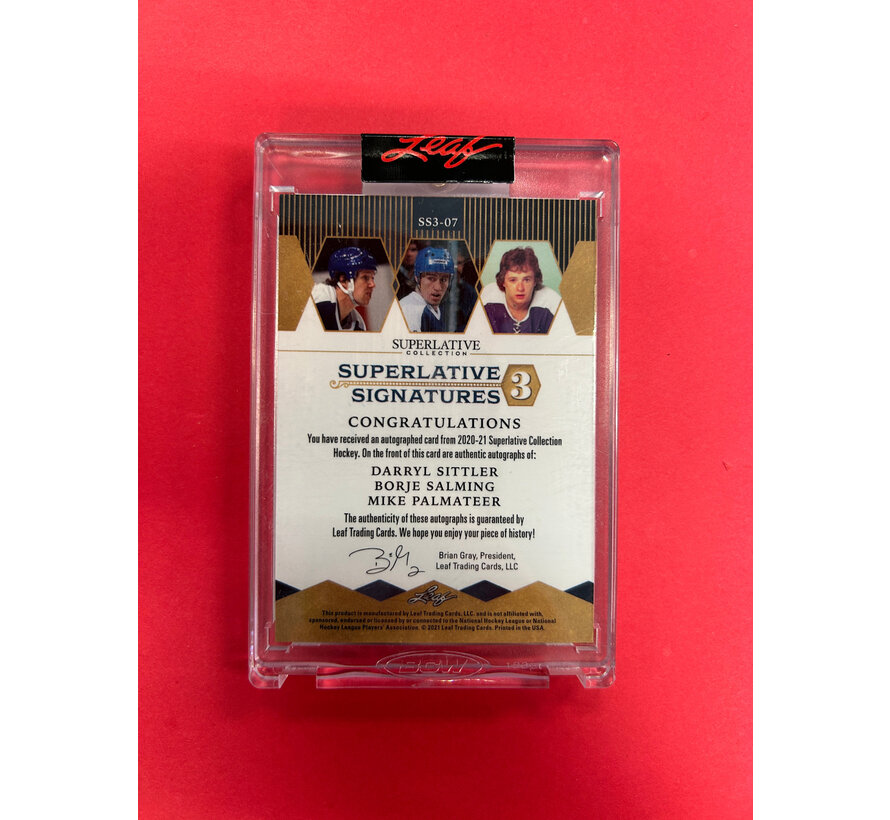 Leaf
SS3-07
SUPERLATIVE
COLLECTION
SUPERLATIVE
SIGNATURES
3
CONGRATULATIONS
You have received an autographed card from 2020-21 Superlative Collection
Hockey. On the front of this card are authentic autographs of:
DARRYL SITTLER
BORJE SALMING
MIKE PALMATEER
The authenticity of these autographs is guaranteed by
Leaf Trading Cards. We hope you enjoy your piece of history!
Brian Gray, President,
Leaf Trading Cards, LLC
Leaf
This product is manufactured by Leaf Trading Cards, LLC. and is not affiliated with,
sponsored, endorsed or licensed by or connected to the National Hockey League or National
Hockey League Players' Association. © 2021 Leaf Trading Cards. Printed in the USA.
BCW